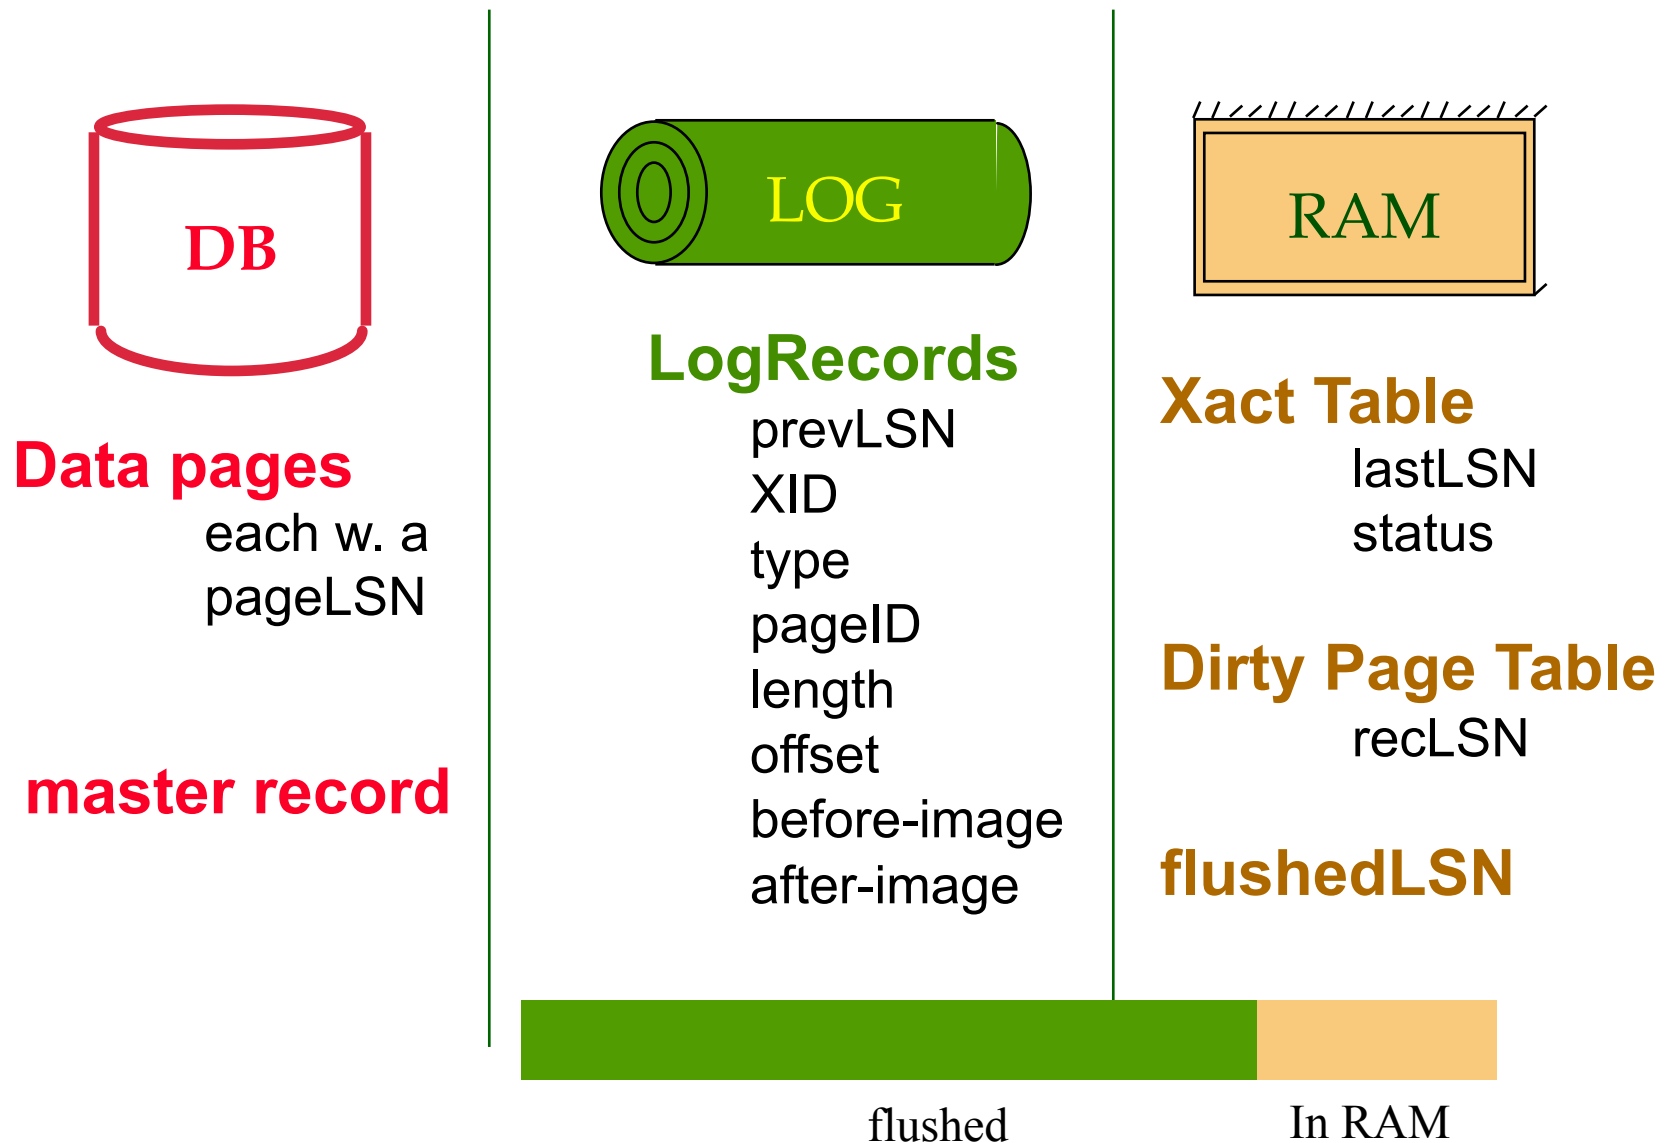 DB
Data pages
each w. a
pageLSN
master record
LOG
LogRecords
prevLSN
XID
type
pageID
length
offset
before-image
after-image
RAM
Xact Table
lastLSN
status
Dirty Page Table
recLSN
flushedLSN
flushed
In RAM